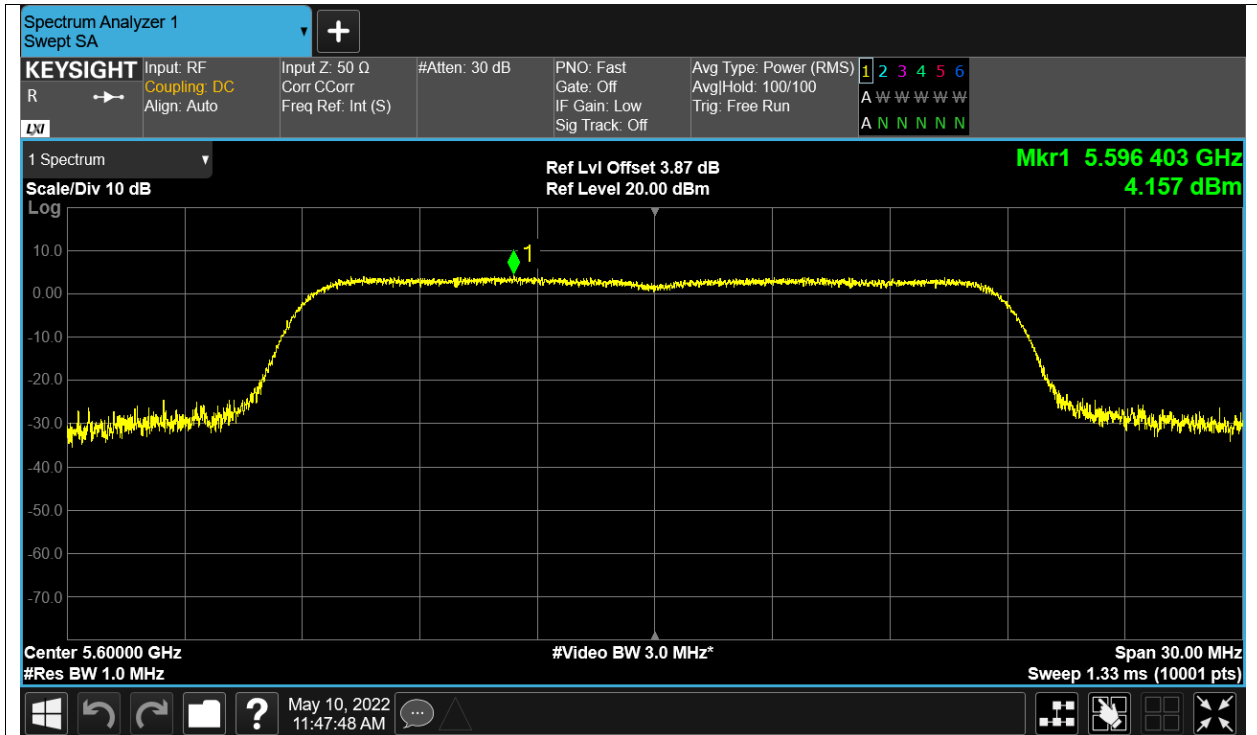 Spectrum Analyzer 1
Swept SA
+
KEYSIGHT
R
LXI
Input: RF
Coupling: DC
Align: Auto
Input Z: 50 Ω
Corr CCorr
Freq Ref: Int (S)
#Atten: 30 dB
PNO: Fast
Gate: Off
IF Gain: Low
Sig Track: Off
Avg Type: Power (RMS)
Avg|Hold: 100/100
Trig: Free Run
1 2 3 4 5 6
A W W W W W
A N N N N N
1 Spectrum
Scale/Div 10 dB
Log
Ref Lvl Offset 3.87 dB
Ref Level 20.00 dBm
Mkr1 5.596 403 GHz
4.157 dBm
1
10.0
0.00
-10.0
-20.0
-30.0
-40.0
-50.0
-60.0
-70.0
Center 5.60000 GHz
#Res BW 1.0 MHz
#Video BW 3.0 MHz*
Span 30.00 MHz
Sweep 1.33 ms (10001 pts)
?
May 10, 2022
11:47:48 AM